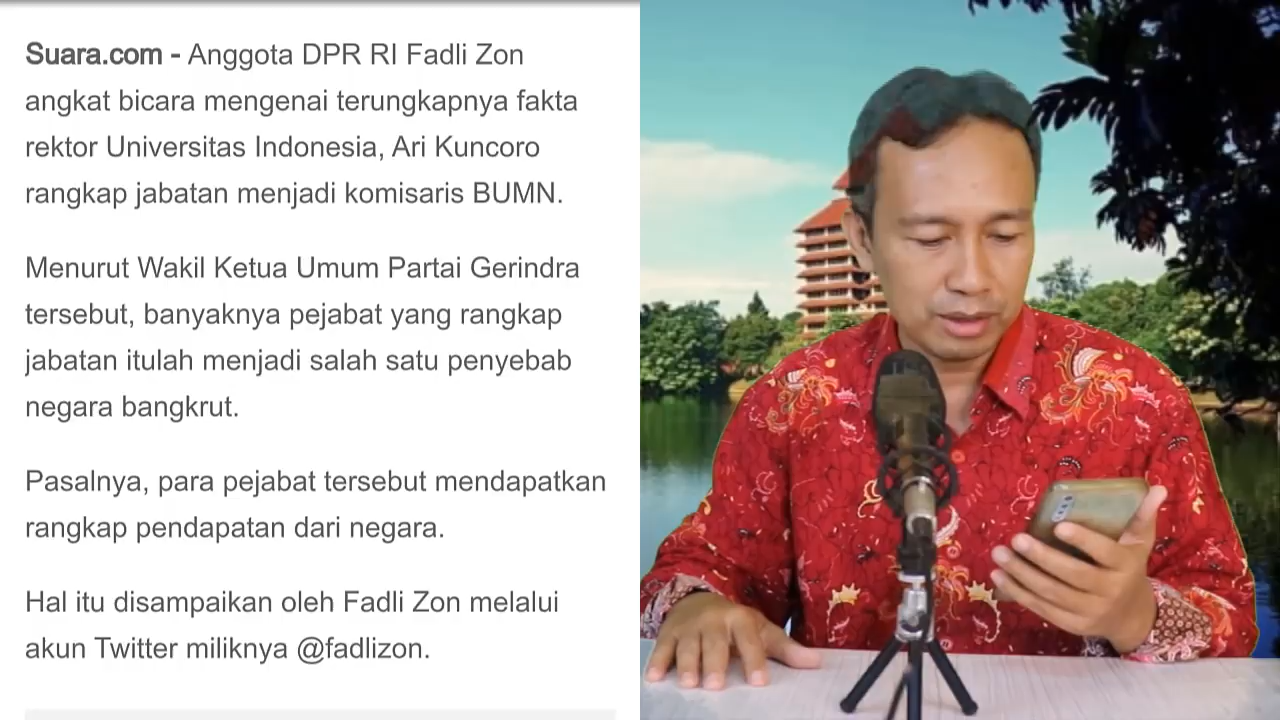 Suara.com - Anggota DPR RI Fadli Zon
angkat bicara mengenai terungkapnya fakta
rektor Universitas Indonesia, Ari Kuncoro
rangkap jabatan menjadi komisaris BUMN.
Menurut Wakil Ketua Umum Partai Gerindra
tersebut, banyaknya pejabat yang rangkap
jabatan itulah menjadi salah satu penyebab
negara bangkrut.
Pasalnya, para pejabat tersebut mendapatkan
rangkap pendapatan dari negara.
Hal itu disampaikan oleh Fadli Zon melalui
akun Twitter miliknya @fadlizon.